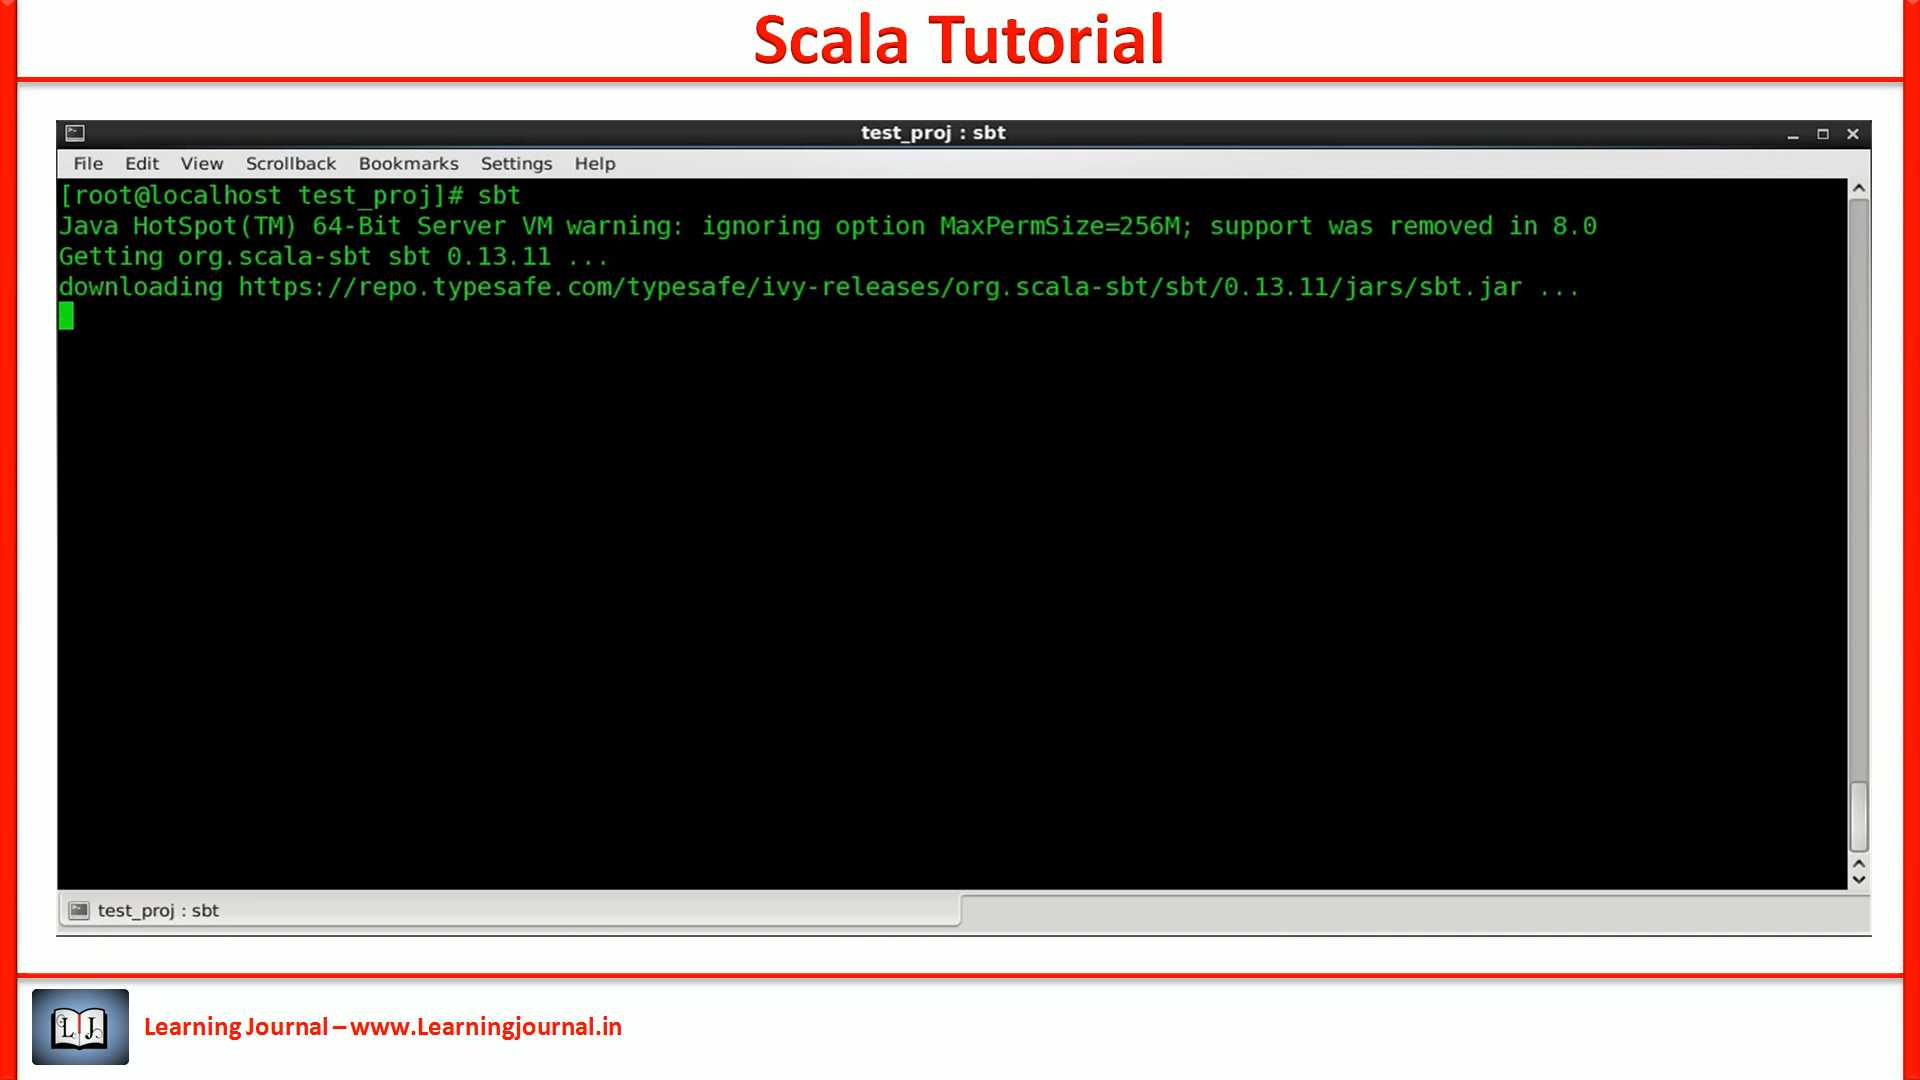 Scala Tutorial
test_proj : sbt
File Edit View Scrollback Bookmarks Settings Help
[root@localhost test_proj]# sbt
Java HotSpot(TM) 64-Bit Server VM warning: ignoring option MaxPermSize=256M; support was removed in 8.0
Getting org.scala-sbt sbt 0.13.11 ...
downloading https://repo.typesafe.com/typesafe/ivy-releases/org.scala-sbt/sbt/0.13.11/jars/sbt.jar ...
test_proj : sbt
LJ
Learning Journal – www.Learningjournal.in